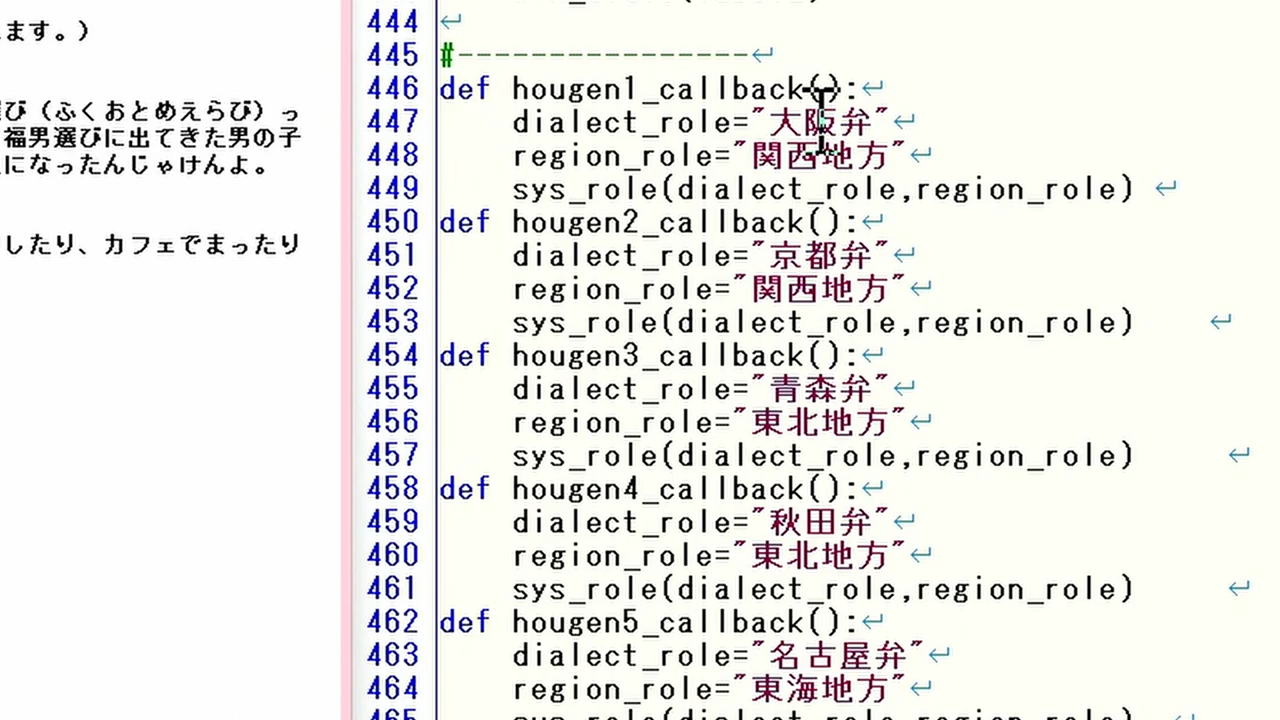 ます。）
び（ふくおとめえらび）っ
福男選びに出てきた男の子
になったんじゃけんよ。
したり、カフェでまったり
444
445 #----------------
446 def hougen1_callback():
447 dialect_role="大阪弁"
448 region_role="関西地方"
449 sys_role(dialect_role,region_role)
450 def hougen2_callback():
451 dialect_role="京都弁"
452 region_role="関西地方"
453 sys_role(dialect_role,region_role)
454 def hougen3_callback():
455 dialect_role="青森弁"
456 region_role="東北地方"
457 sys_role(dialect_role,region_role)
458 def hougen4_callback():
459 dialect_role="秋田弁"
460 region_role="東北地方"
461 sys_role(dialect_role,region_role)
462 def hougen5_callback():
463 dialect_role="名古屋弁"
464 region_role="東海地方"
465 sys_role(dialect_role,region_role)